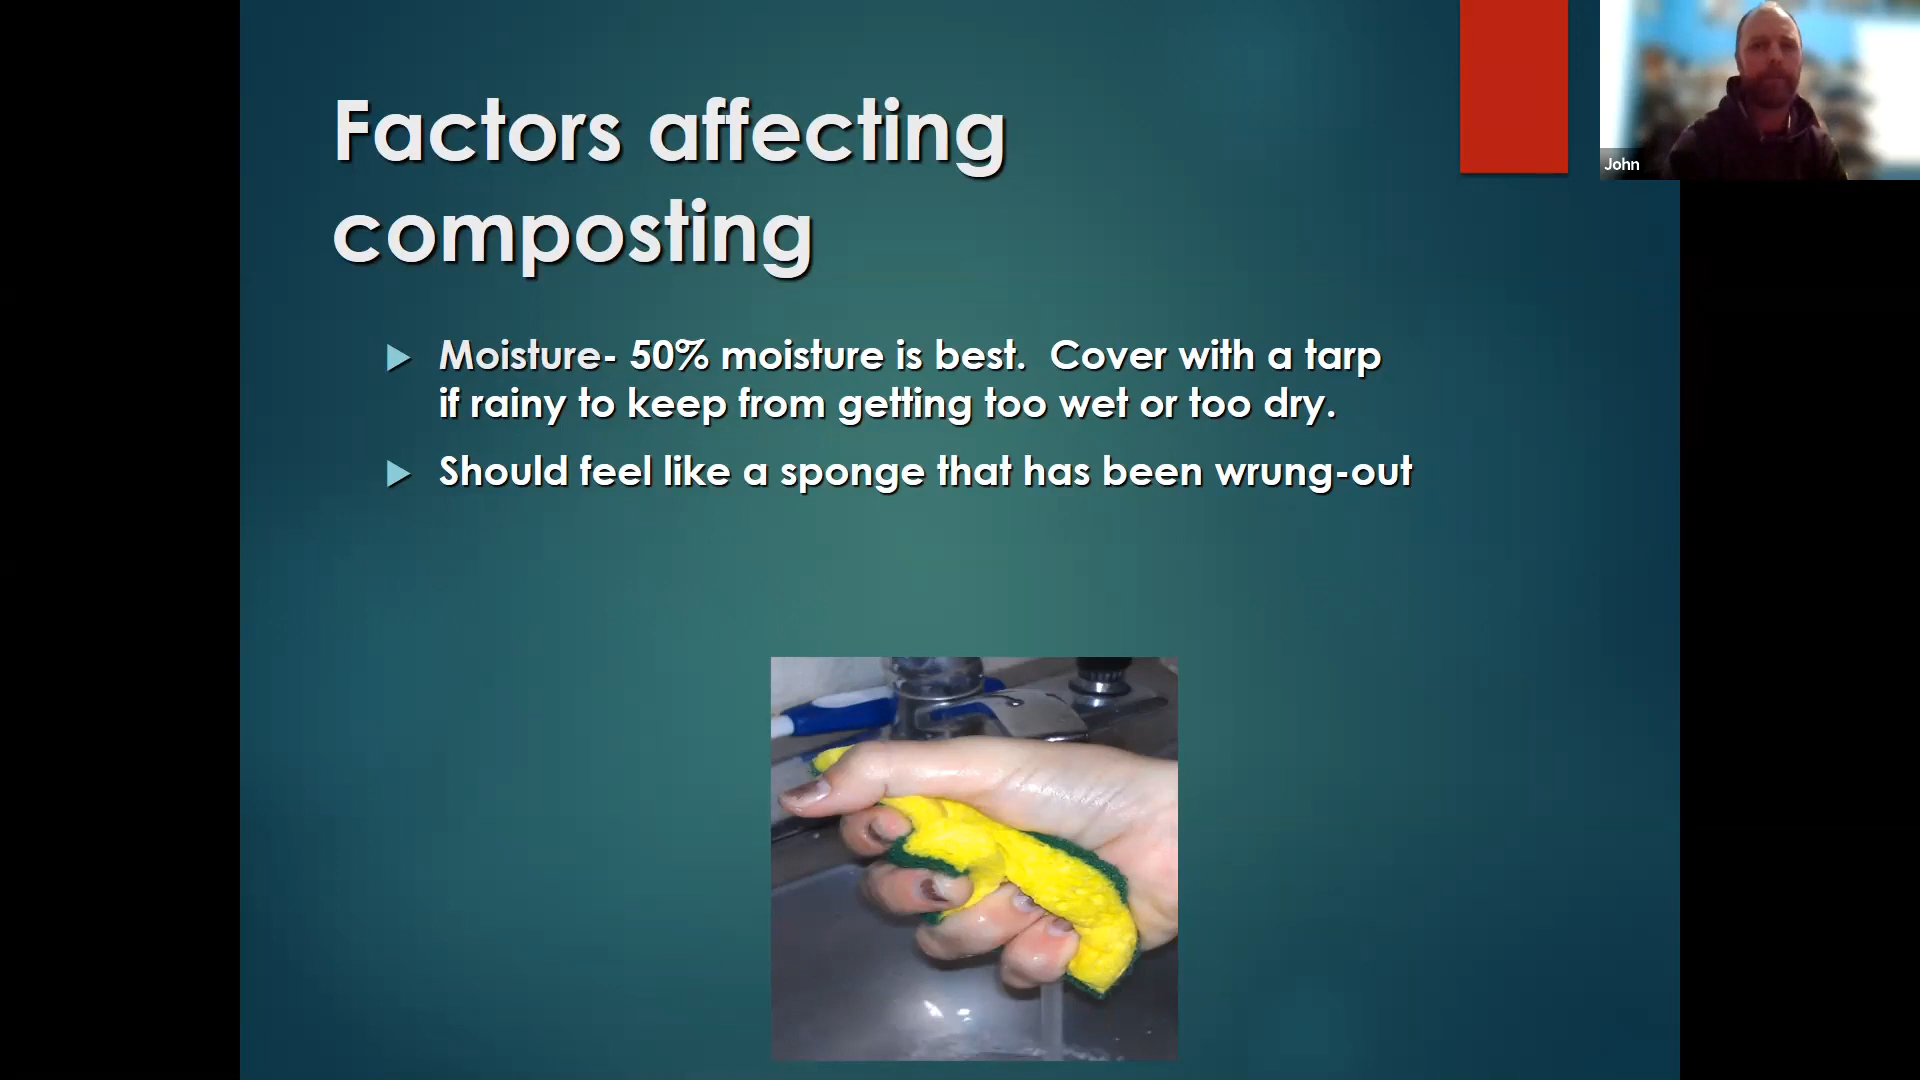 Factors affecting
composting
Moisture- 50% moisture is best.  Cover with a tarp
if rainy to keep from getting too wet or too dry.
Should feel like a sponge that has been wrung-out
John